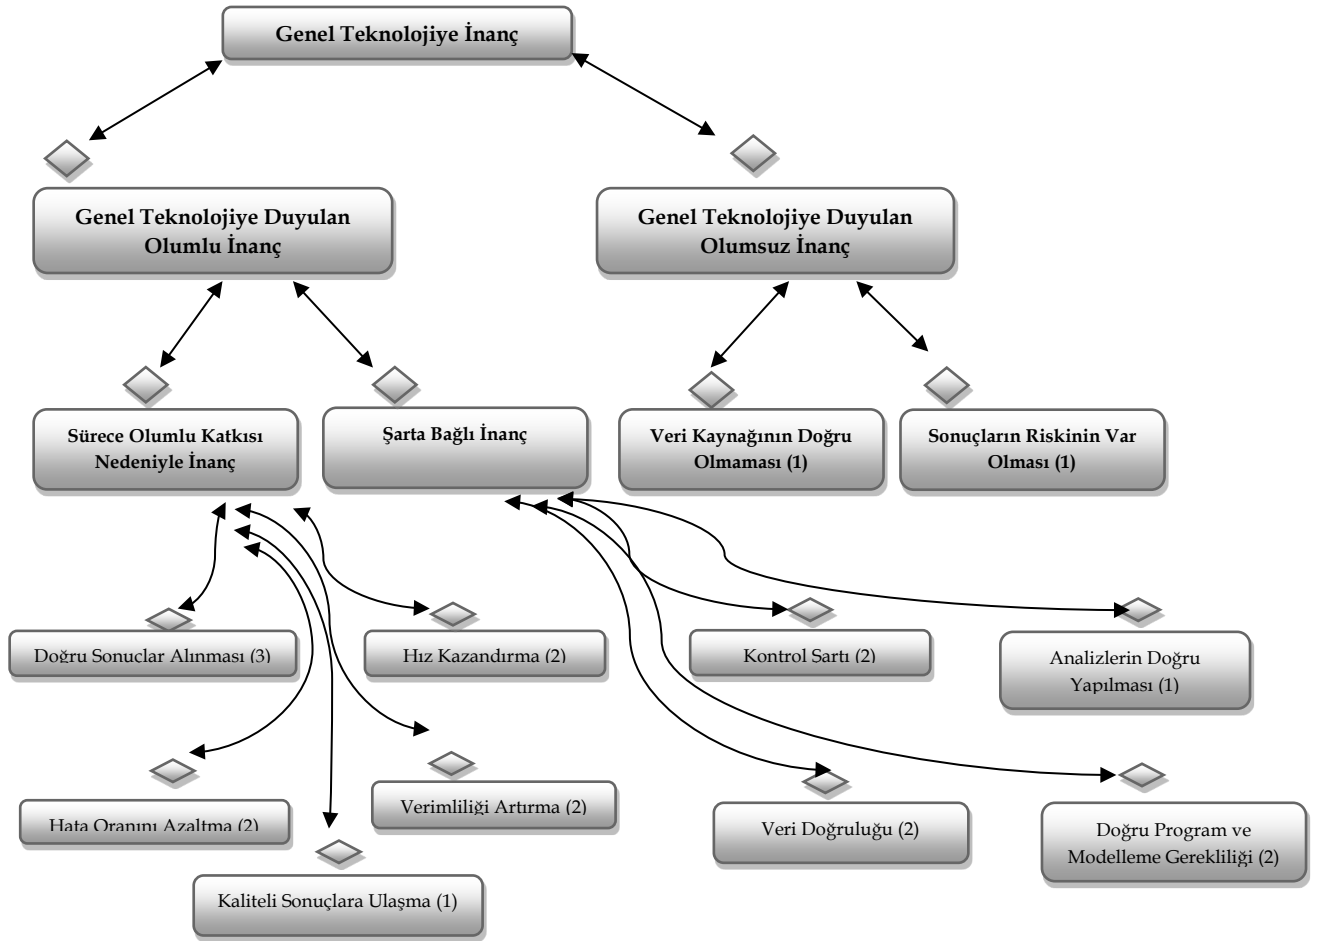 Genel Teknolojiye İnanç
Genel Teknolojiye Duyulan
Olumlu İnanç
Genel Teknolojiye Duyulan
Olumsuz İnanç
Sürece Olumlu Katkısı
Nedeniyle İnanç
Şarta Bağlı İnanç
Veri Kaynağının Doğru
Olmaması (1)
Sonuçların Riskinin Var
Olması (1)
Doğru Sonuçlar Alınması (3)
Hız Kazandırma (2)
Kontrol Sartı (2)
Analizlerin Doğru
Yapılması (1)
Hata Oranını Azaltma (2)
Verimliliği Artırma (2)
Veri Doğruluğu (2)
Doğru Program ve
Modelleme Gerekliliği (2)
Kaliteli Sonuçlara Ulaşma (1)